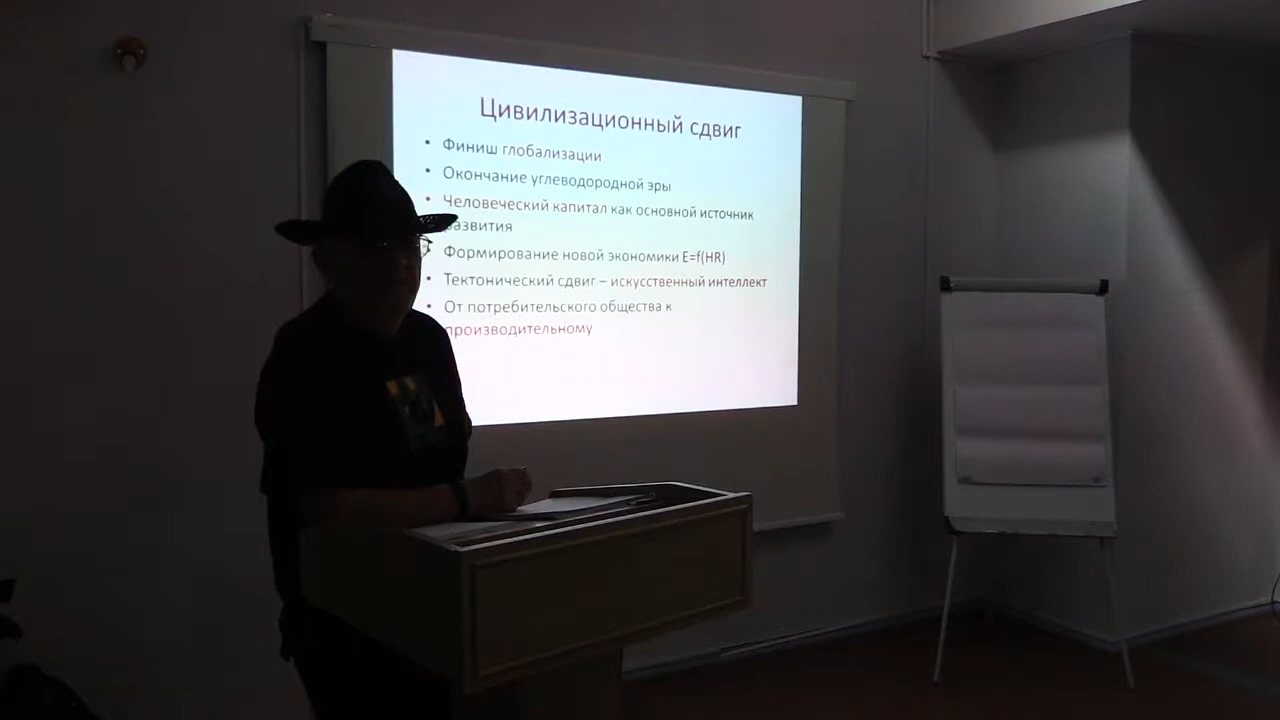 Цивилизационный сдвиг
• Финиш глобализации
• Окончание углеводородной эры
• Человеческий капитал как основной источник
развития
Формирование новой экономики E=f(HR)
• Тектонический сдвиг – искусственный интеллект
• От потребительского общества к
производительному